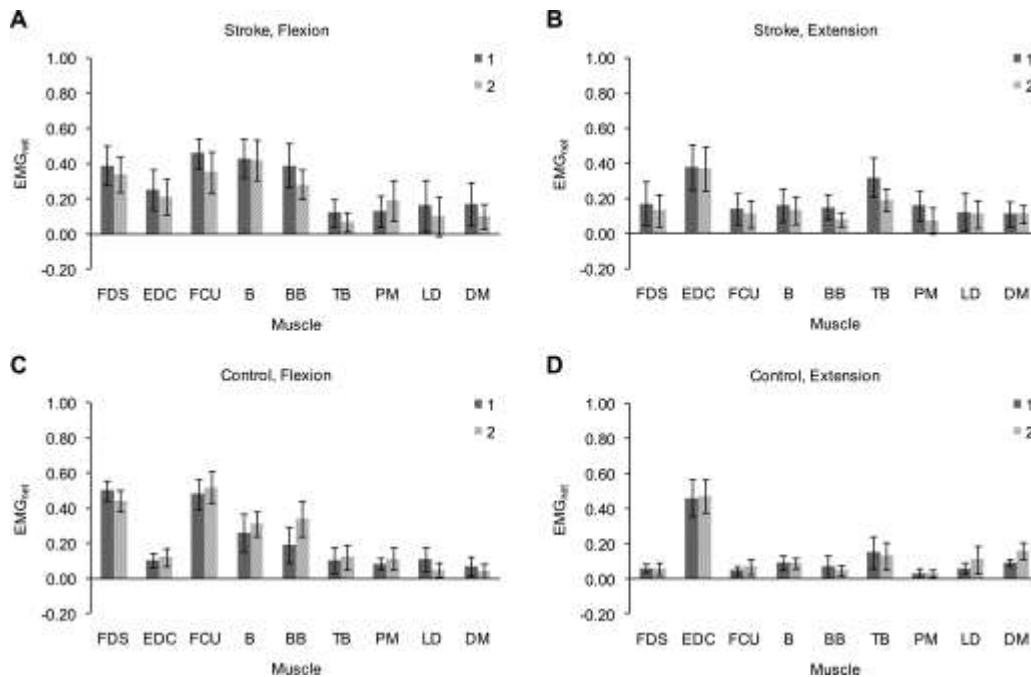 A
Stroke, Flexion
1
2
1.00
0.80
0.60
0.40
0.20
0.00
-0.20
EMGnet
FDS EDC FCU B BB TB PM LD DM
Muscle
B
Stroke, Extension
1
2
1.00
0.80
0.60
0.40
0.20
0.00
-0.20
EMGnet
FDS EDC FCU B BB TB PM LD DM
Muscle
C
Control, Flexion
1
2
1.00
0.80
0.60
0.40
0.20
0.00
-0.20
EMGnet
FDS EDC FCU B BB TB PM LD DM
Muscle
D
Control, Extension
1
2
1.00
0.80
0.60
0.40
0.20
0.00
-0.20
EMGnet
FDS EDC FCU B BB TB PM LD DM
Muscle